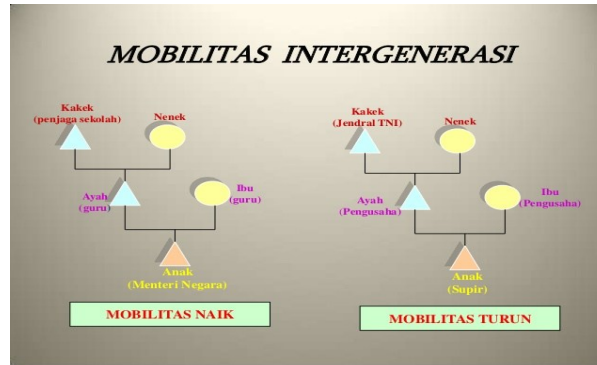 MOBILITAS INTERGENERASI
Kakek
(penjaga sekolah)
Nenek
Ayah
(guru)
Ibu
(guru)
Anak
(Menteri Negara)
MOBILITAS NAIK
Kakek
(Jendral TNI)
Nenek
Ayah
(Pengusaha)
Ibu
(Pengusaha)
Anak
(Supir)
MOBILITAS TURUN